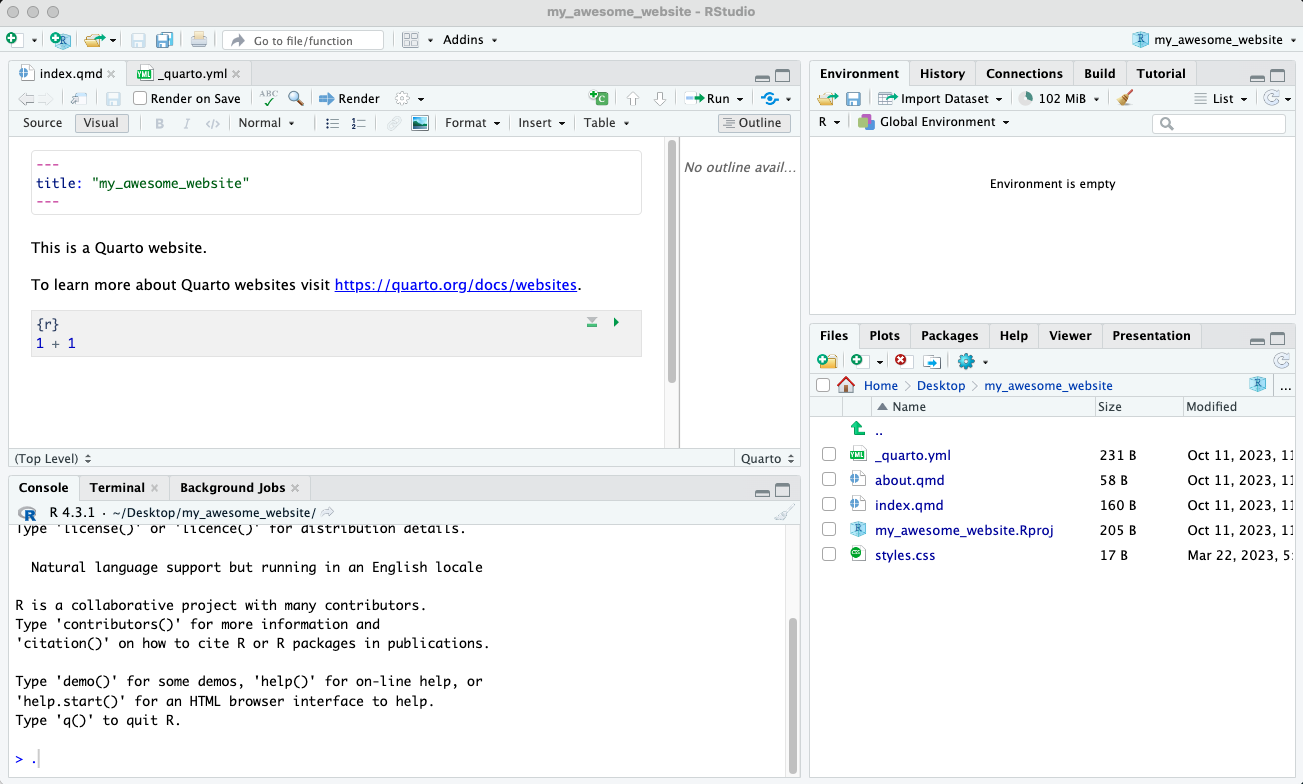 my_awesome_website - RStudio
Go to file/function
Addins
my_awesome_website
index.qmd
_quarto.yml
Render on Save
ABC
Render
Run
Source
Visual
B
I
</>
Normal
Format
Insert
Table
Outline
---
title: "my_awesome_website"
---
This is a Quarto website.
To learn more about Quarto websites visit https://quarto.org/docs/websites.
{r}
1 + 1
No outline avail...
(Top Level)
Quarto
Console
Terminal
Background Jobs
R 4.3.1 · ~/Desktop/my_awesome_website/
Type 'license()' or 'licence()' for distribution details.
Natural language support but running in an English locale
R is a collaborative project with many contributors.
Type 'contributors()' for more information and
'citation()' on how to cite R or R packages in publications.
Type 'demo()' for some demos, 'help()' for on-line help, or
'help.start()' for an HTML browser interface to help.
Type 'q()' to quit R.
> .
Environment
History
Connections
Build
Tutorial
Import Dataset
102 MiB
List
R
Global Environment
Environment is empty
Files
Plots
Packages
Help
Viewer
Presentation
Home
Desktop
my_awesome_website
...
Name Size Modified
..
_quarto.yml 231 B Oct 11, 2023, 11
about.qmd 58 B Oct 11, 2023, 11
index.qmd 160 B Oct 11, 2023, 11
my_awesome_website.Rproj 205 B Oct 11, 2023, 11
styles.css 17 B Mar 22, 2023, 5: